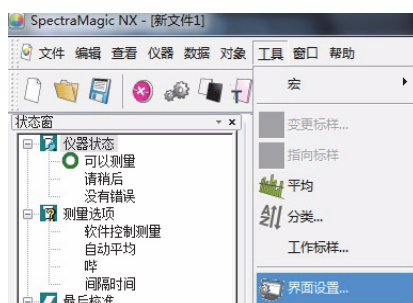 SpectraMagic NX - [新文件1]
文件 编辑 查看 仪器 数据 对象 工具 窗口 帮助
宏
状态窗
变更标样...
仪器状态
可以测量
指向标样
请稍后
平均
没有错误
测量选项
分类...
软件控制测量
自动平均
工作标样...
哔
间隔时间
界面设置...
最后校准